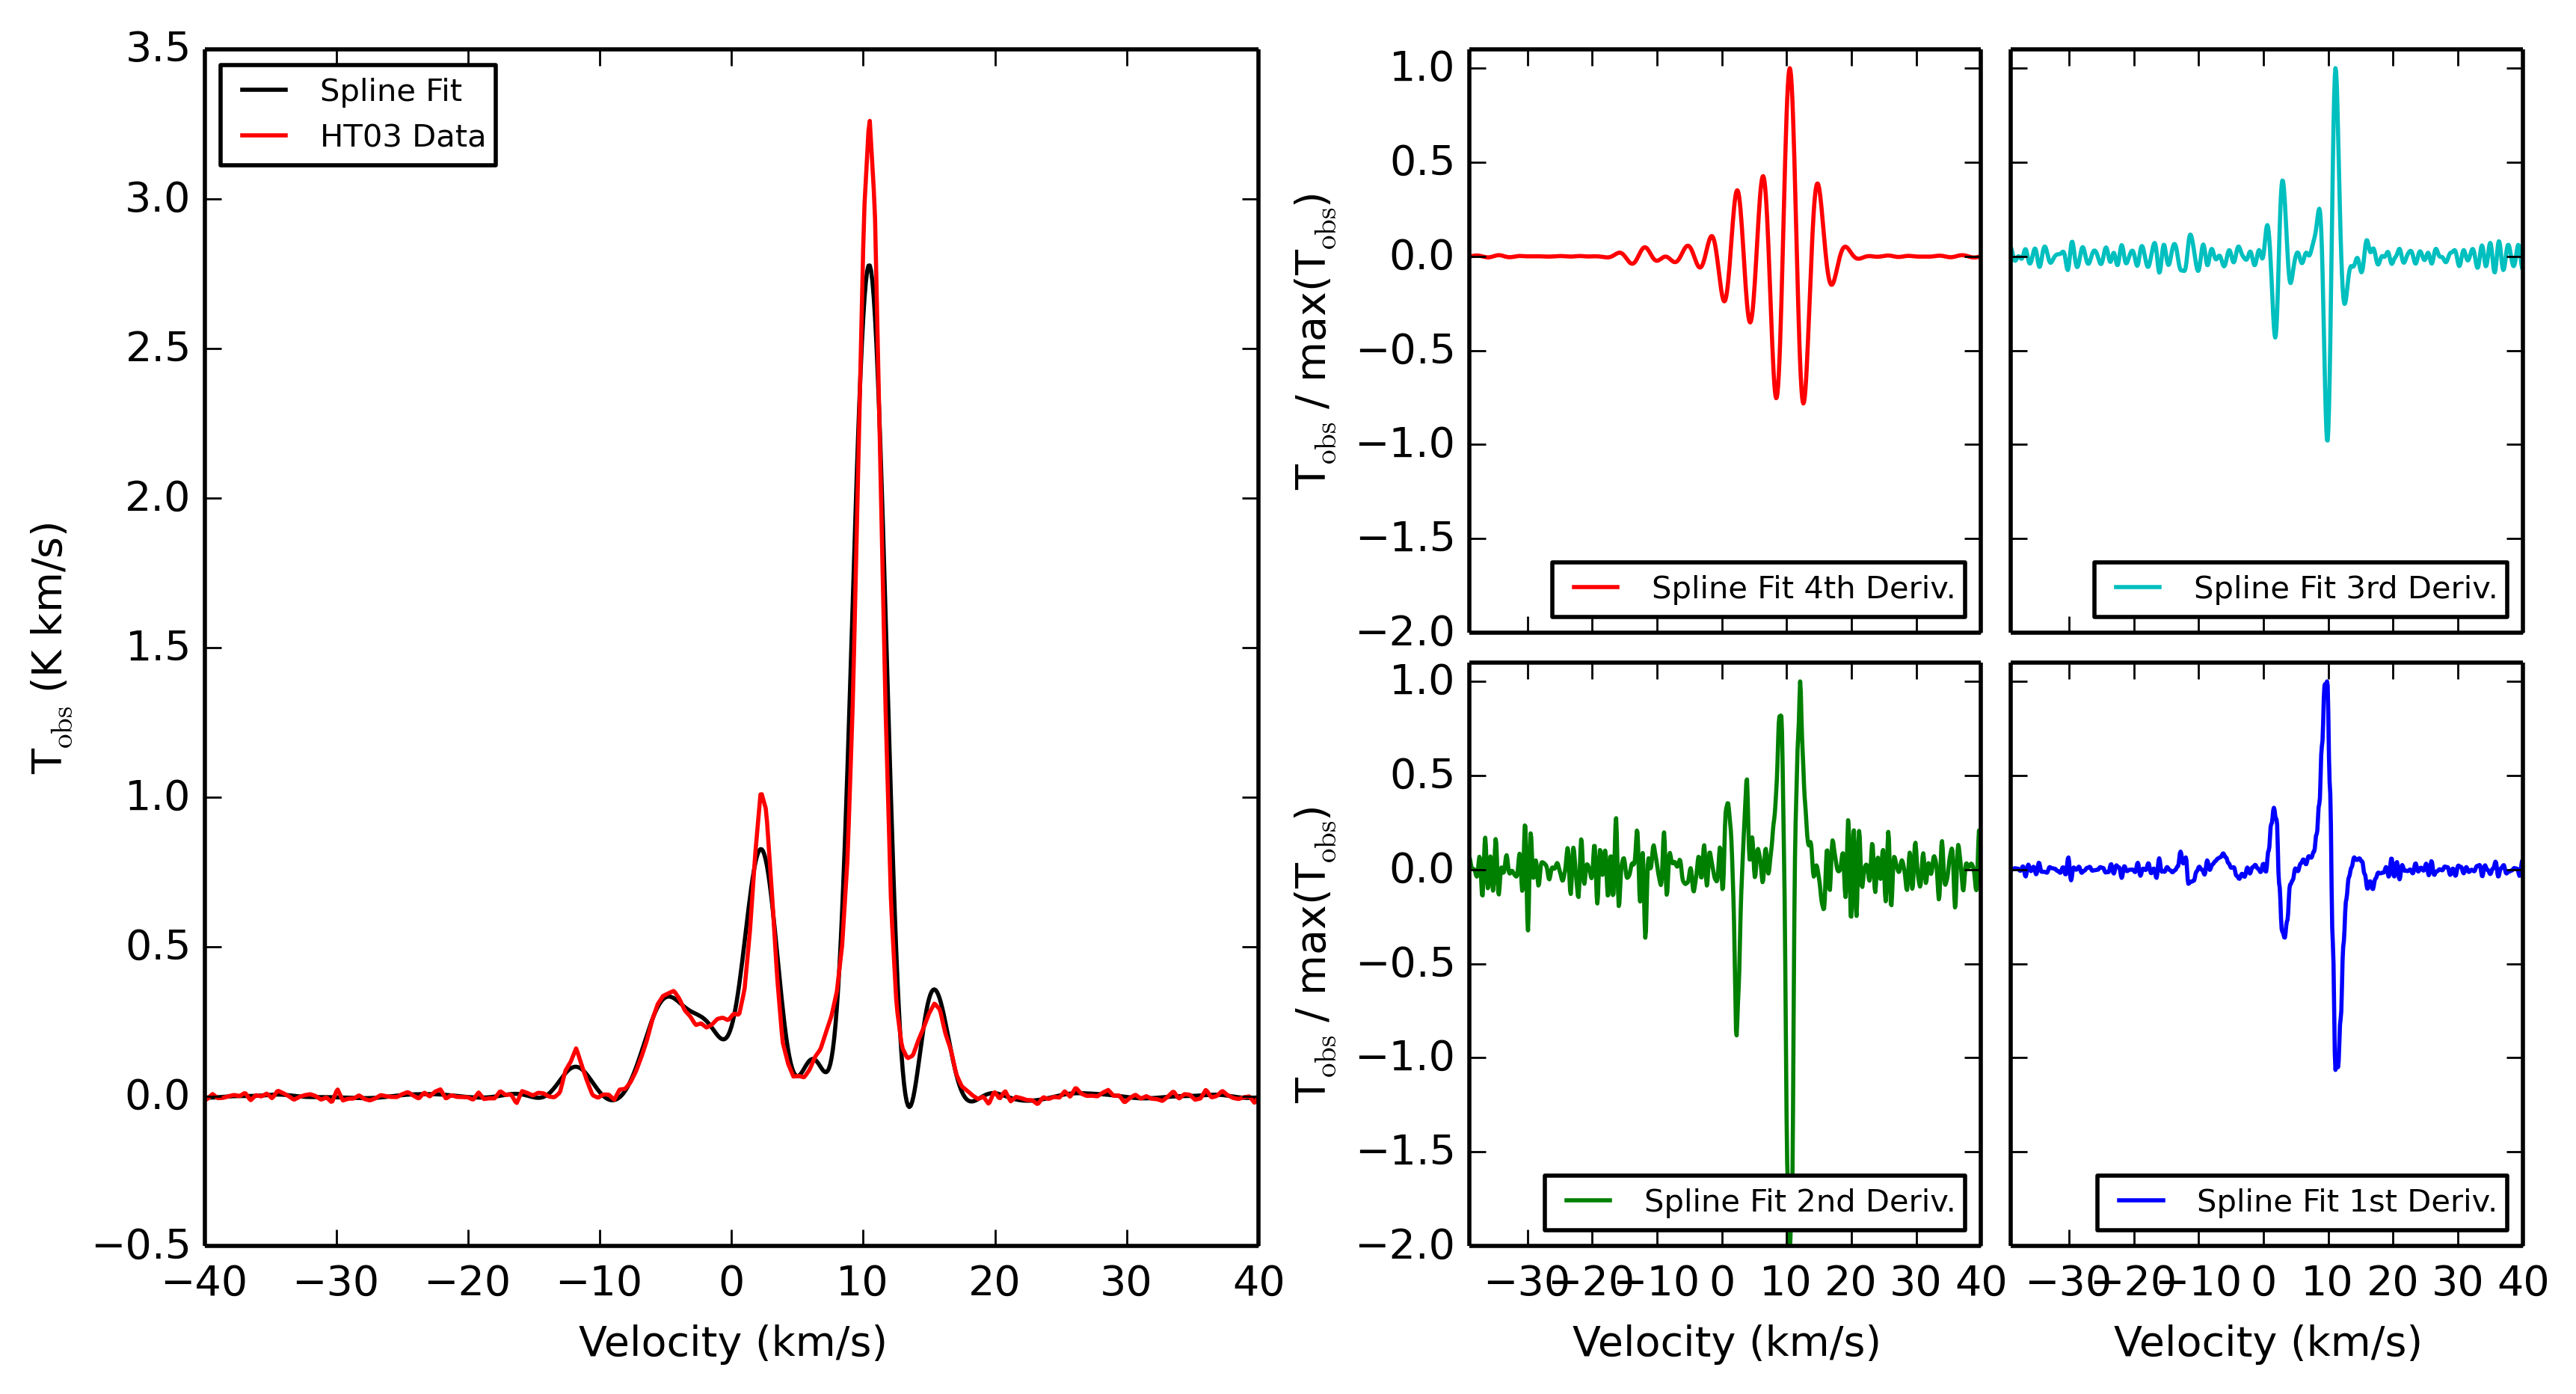 3.5
3.0
2.5
2.0
1.5
1.0
0.5
0.0
−0.5
T_obs (K km/s)
Spline Fit
HT03 Data
−40 −30 −20 −10 0 10 20 30 40
Velocity (km/s)
1.0
0.5
0.0
−0.5
−1.0
−1.5
−2.0
T_obs / max(T_obs)
Spline Fit 4th Deriv.
Spline Fit 3rd Deriv.
1.0
0.5
0.0
−0.5
−1.0
−1.5
−2.0
T_obs / max(T_obs)
Spline Fit 2nd Deriv.
Spline Fit 1st Deriv.
−30 −20 −10 0 10 20 30 40
−30 −20 −10 0 10 20 30 40
Velocity (km/s)
Velocity (km/s)